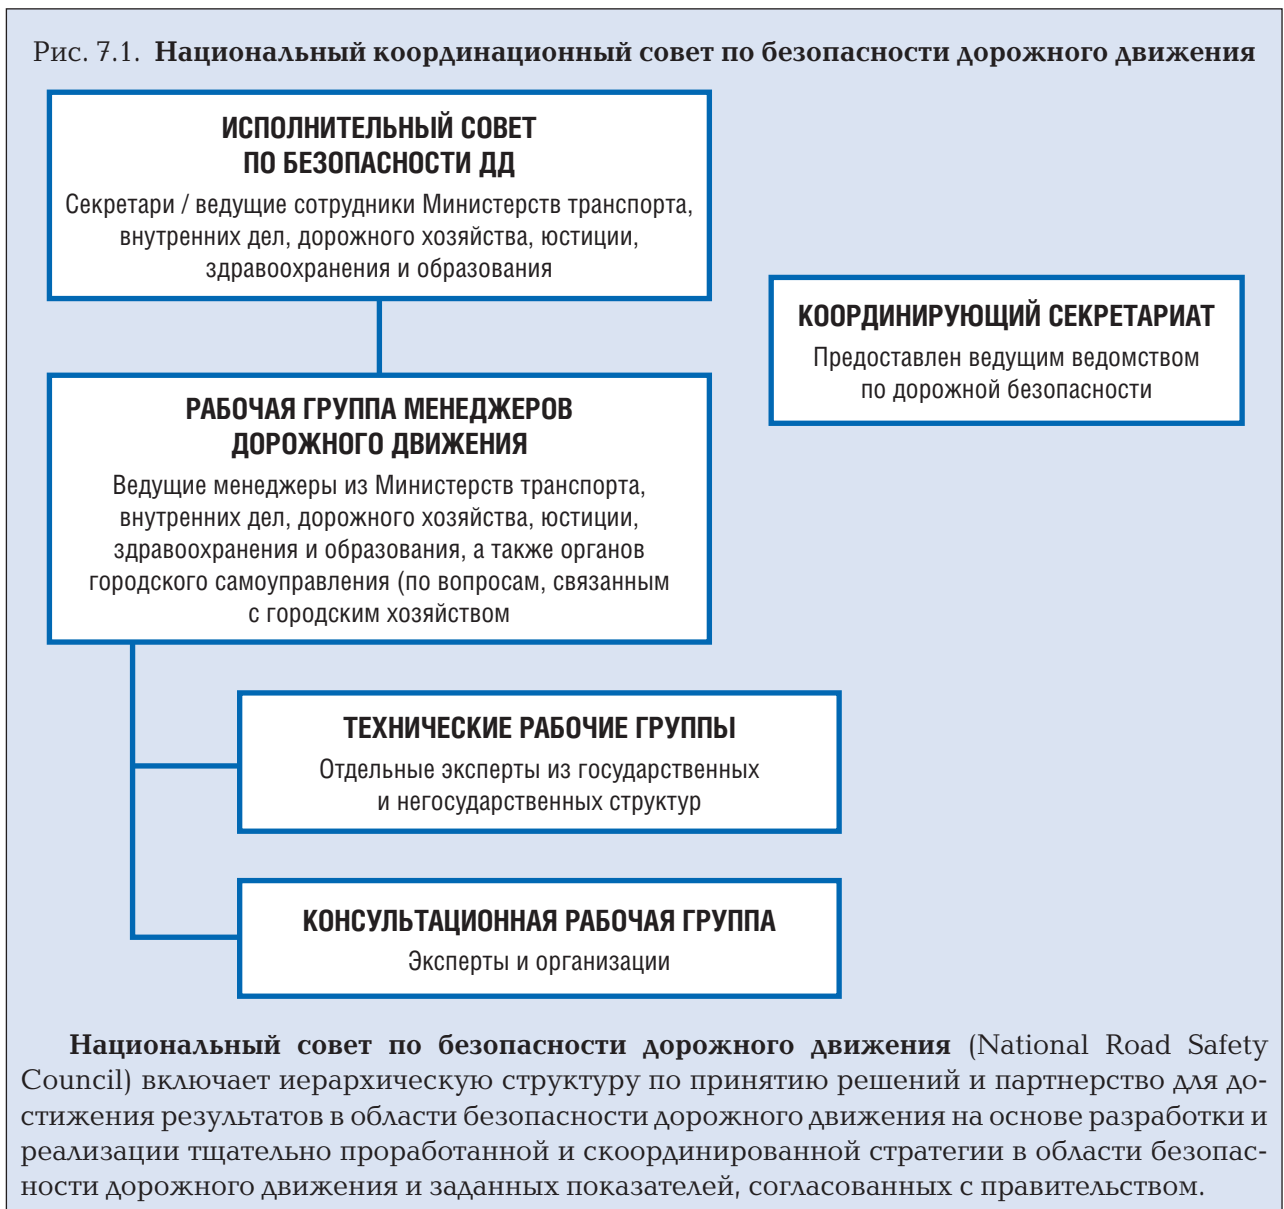 Рис. 7.1. Национальный координационный совет по безопасности дорожного движения
ИСПОЛНИТЕЛЬНЫЙ СОВЕТ
ПО БЕЗОПАСНОСТИ ДД
Секретари / ведущие сотрудники Министерств транспорта,
внутренних дел, дорожного хозяйства, юстиции,
здравоохранения и образования
КООРДИНИРУЮЩИЙ СЕКРЕТАРИАТ
Предоставлен ведущим ведомством
по дорожной безопасности
РАБОЧАЯ ГРУППА МЕНЕДЖЕРОВ
ДОРОЖНОГО ДВИЖЕНИЯ
Ведущие менеджеры из Министерств транспорта,
внутренних дел, дорожного хозяйства, юстиции,
здравоохранения и образования, а также органов
городского самоуправления (по вопросам, связанным
с городским хозяйством
ТЕХНИЧЕСКИЕ РАБОЧИЕ ГРУППЫ
Отдельные эксперты из государственных
и негосударственных структур
КОНСУЛЬТАЦИОННАЯ РАБОЧАЯ ГРУППА
Эксперты и организации
Национальный совет по безопасности дорожного движения (National Road Safety
Council) включает иерархическую структуру по принятию решений и партнерство для до-
стижения результатов в области безопасности дорожного движения на основе разработки и
реализации тщательно проработанной и скоординированной стратегии в области безопас-
ности дорожного движения и заданных показателей, согласованных с правительством.